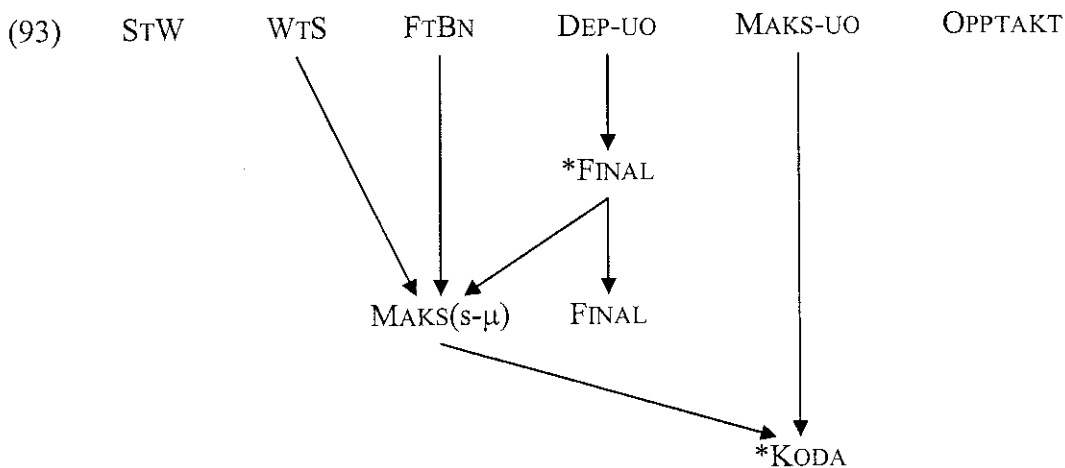 (93) STW WTS FTBN DEP-UO MAKS-UO OPPTAKT
*FINAL
MAKS(s-μ) FINAL
*KODA